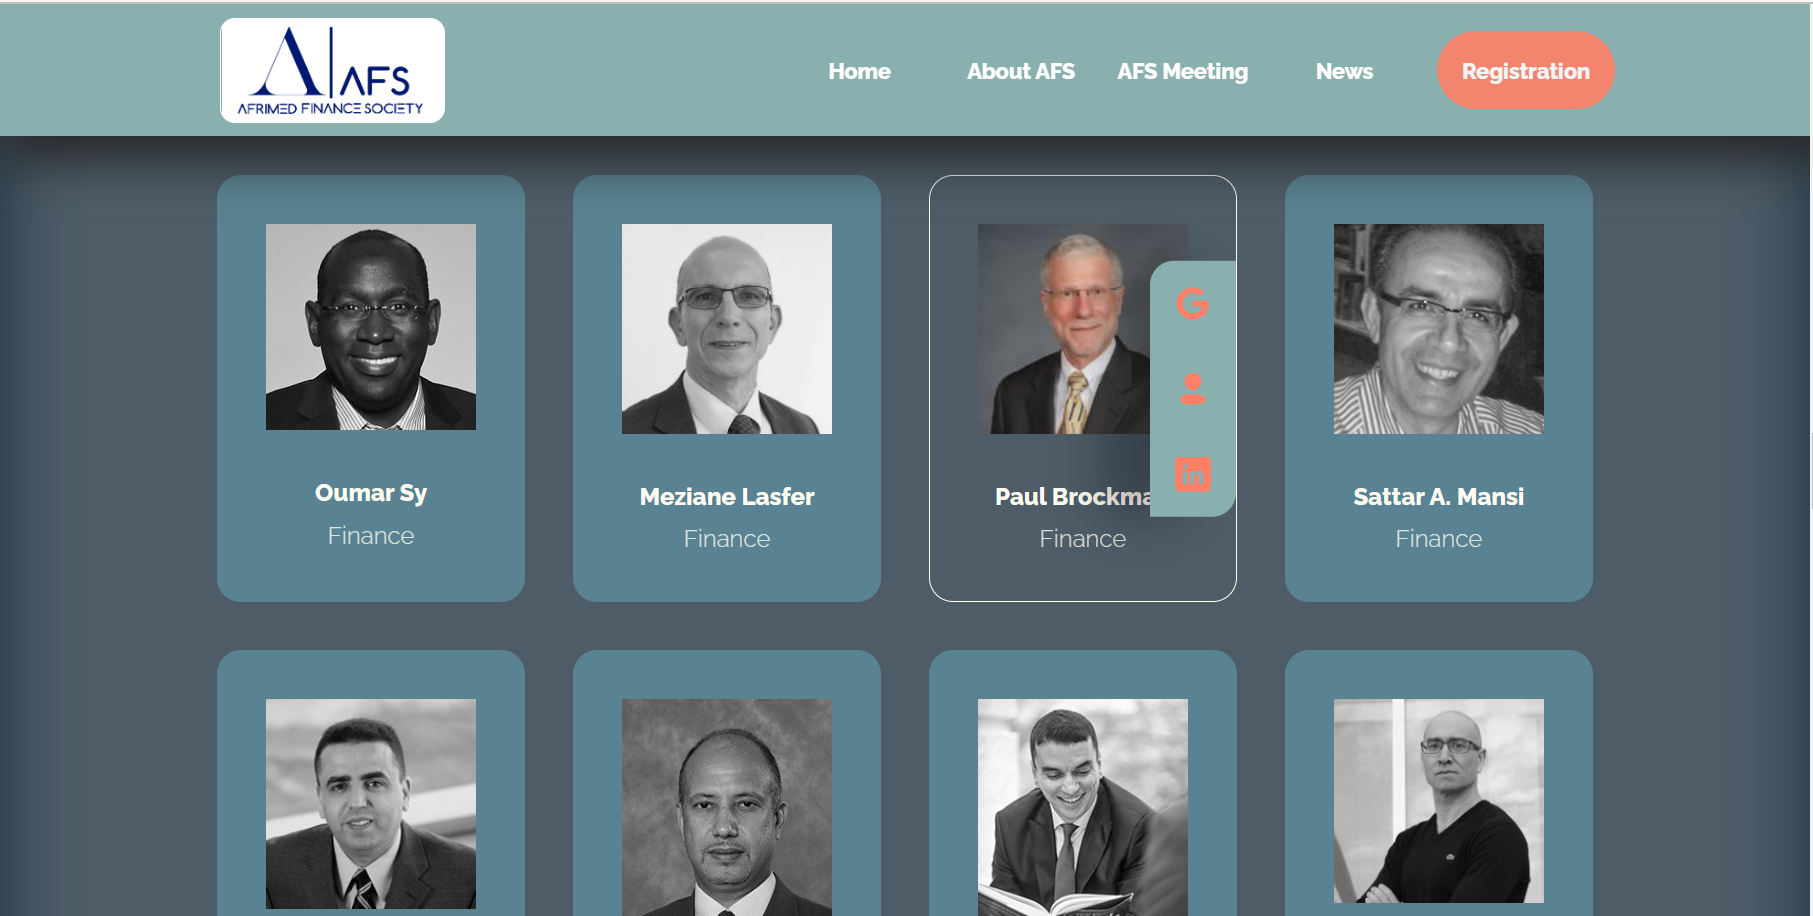 AFS
AFRIMED FINANCE SOCIETY
Home
About AFS
AFS Meeting
News
Registration
Oumar Sy
Finance
Meziane Lasfer
Finance
Paul Brockma
Finance
Sattar A. Mansi
Finance